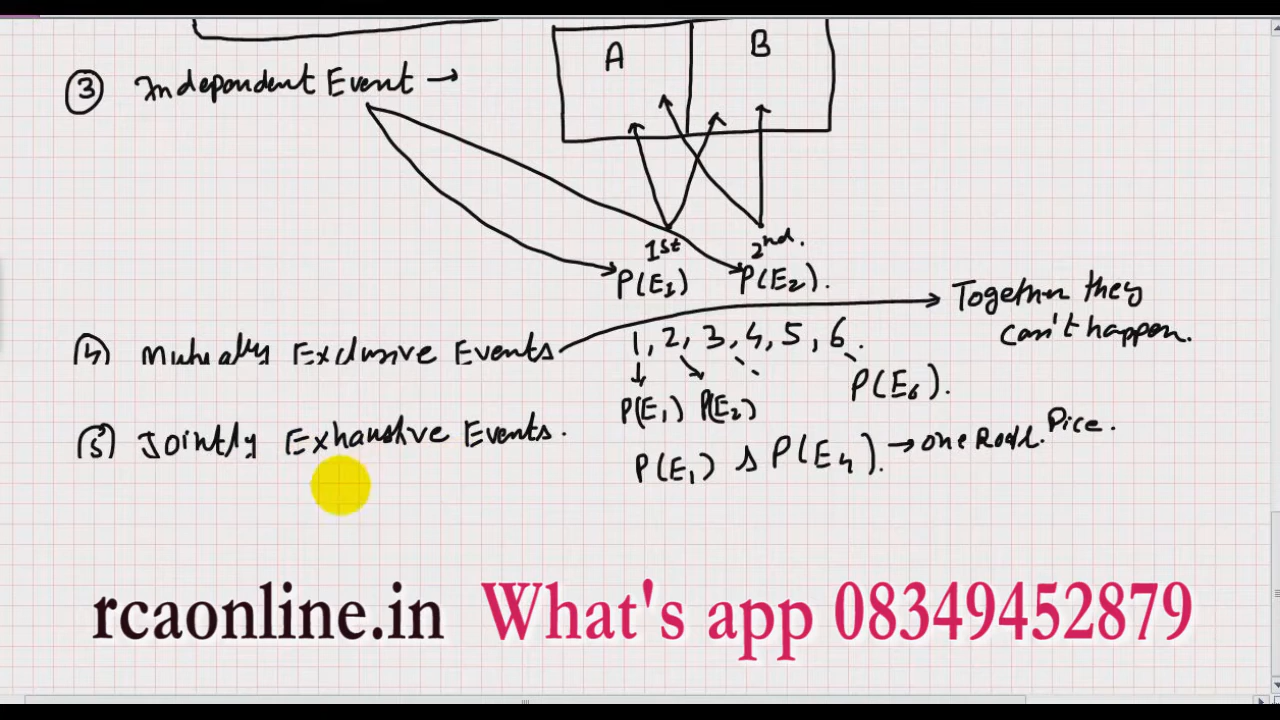 A B
③ Independent Event →
1st 2nd.
P(E1) P(E2).
Together they
can't happen.
④ Mutually Exclusive Events
1, 2, 3, 4, 5, 6.
P(E6).
P(E1) P(E2)
⑤ Jointly Exhaustive Events.
P(E1) & P(E4). → one Roall. Dice.
rcaonline.in What's app 08349452879